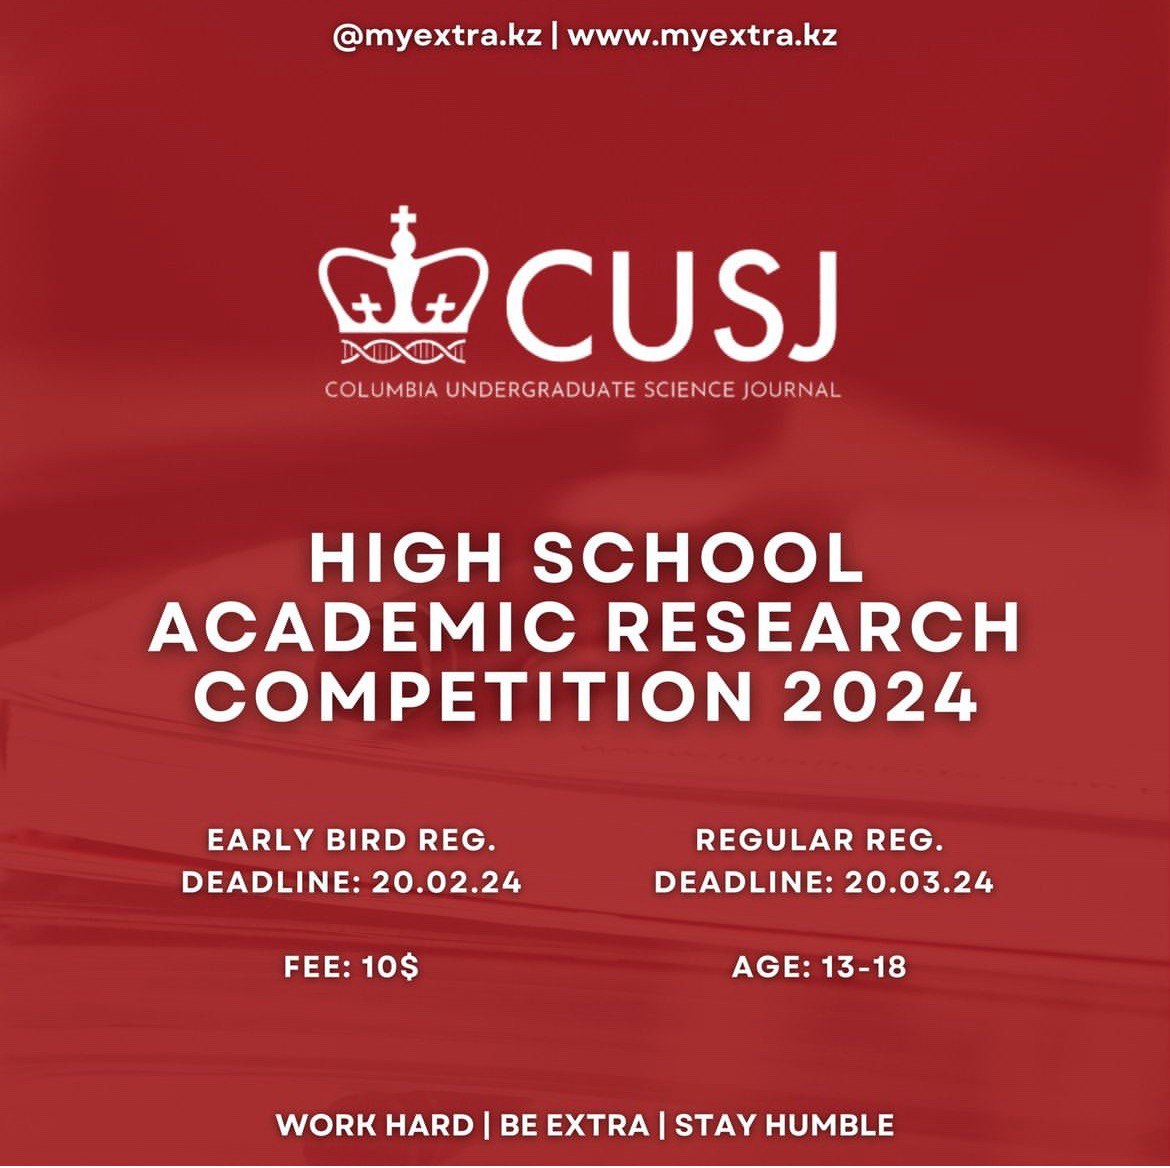 @myextra.kz | www.myextra.kz
CUSJ
COLUMBIA UNDERGRADUATE SCIENCE JOURNAL
HIGH SCHOOL
ACADEMIC RESEARCH
COMPETITION 2024
EARLY BIRD REG.
DEADLINE: 20.02.24
FEE: 10$
REGULAR REG.
DEADLINE: 20.03.24
AGE: 13-18
WORK HARD | BE EXTRA | STAY HUMBLE